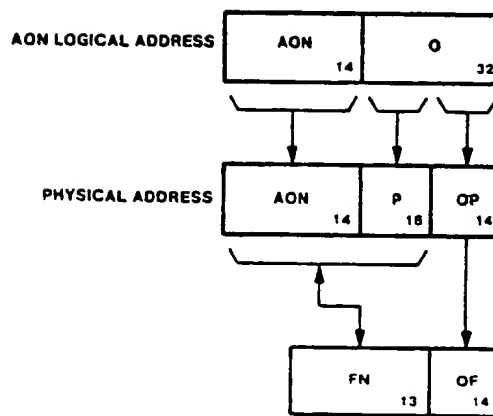 AON LOGICAL ADDRESS
AON
14
O
32
PHYSICAL ADDRESS
AON
14
P
18
OP
14
FN
13
OF
14